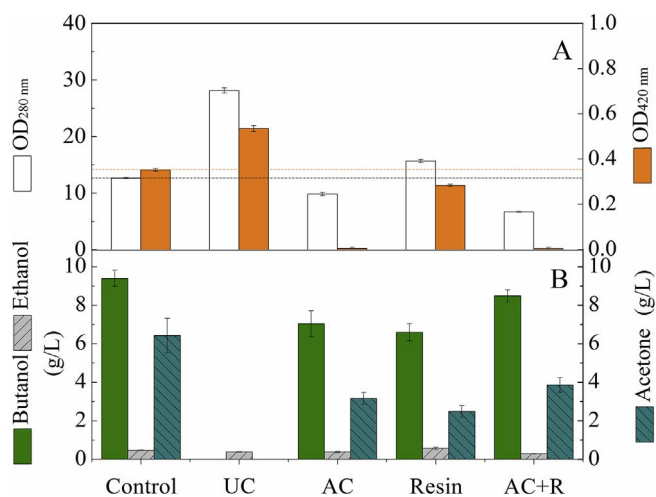 A
40
30
20
10
0
1.0
0.8
0.6
0.4
0.2
0.0
OD280 nm
OD420 nm
B
10
8
6
4
2
0
10
8
6
4
2
0
Butanol Ethanol
(g/L)
Acetone (g/L)
Control UC AC Resin AC+R